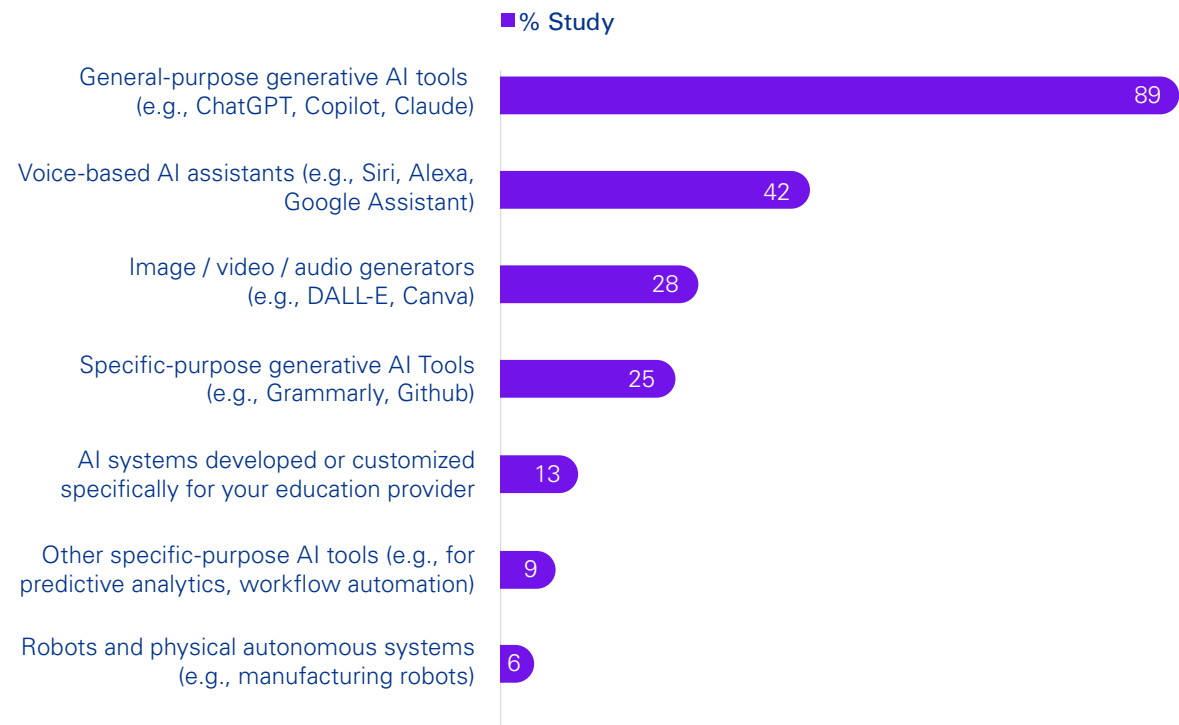 % Study
General-purpose generative AI tools
(e.g., ChatGPT, Copilot, Claude)
89
Voice-based AI assistants (e.g., Siri, Alexa,
Google Assistant)
42
Image / video / audio generators
(e.g., DALL-E, Canva)
28
Specific-purpose generative AI Tools
(e.g., Grammarly, Github)
25
AI systems developed or customized
specifically for your education provider
13
Other specific-purpose AI tools (e.g., for
predictive analytics, workflow automation)
9
Robots and physical autonomous systems
(e.g., manufacturing robots)
6